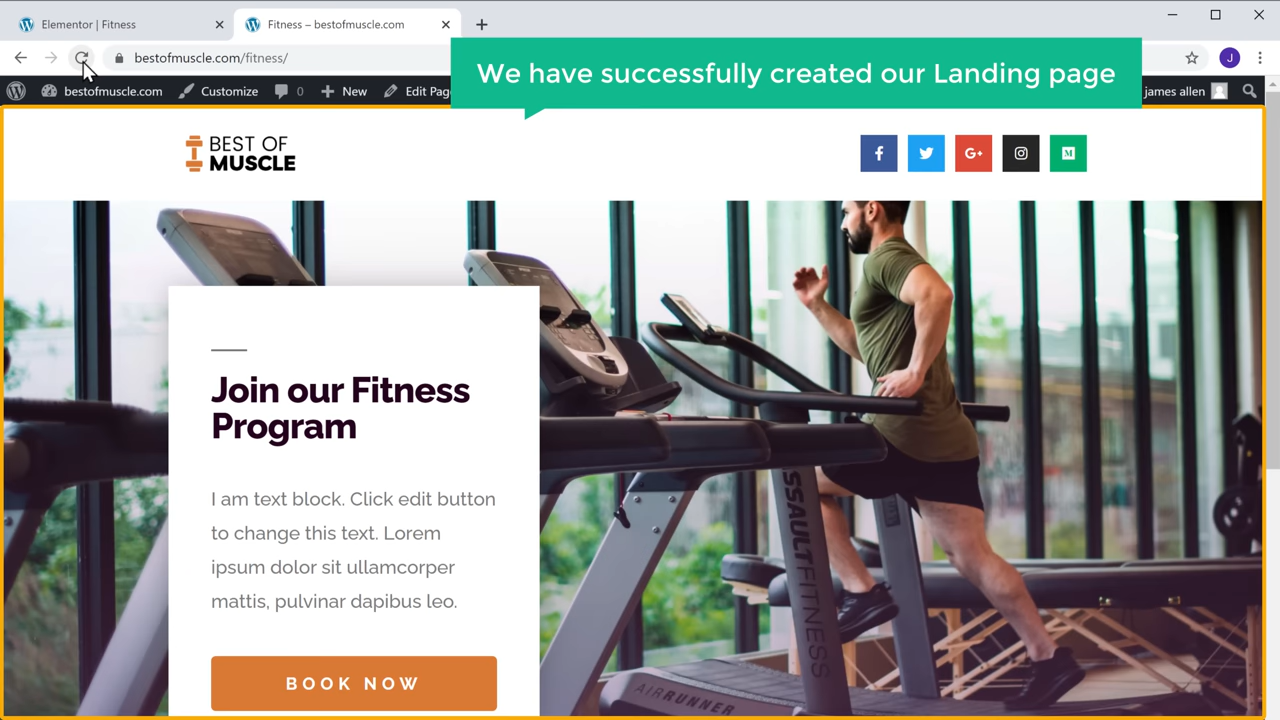 Elementor | Fitness
Fitness – bestofmuscle.com
bestofmuscle.com/fitness/
We have successfully created our Landing page
bestofmuscle.com
Customize
0
New
Edit Pag
james allen
J
BEST OF
MUSCLE
Join our Fitness
Program
I am text block. Click edit button
to change this text. Lorem
ipsum dolor sit ullamcorper
mattis, pulvinar dapibus leo.
BOOK NOW
SSAULTFITNESS
AIRRUNNER